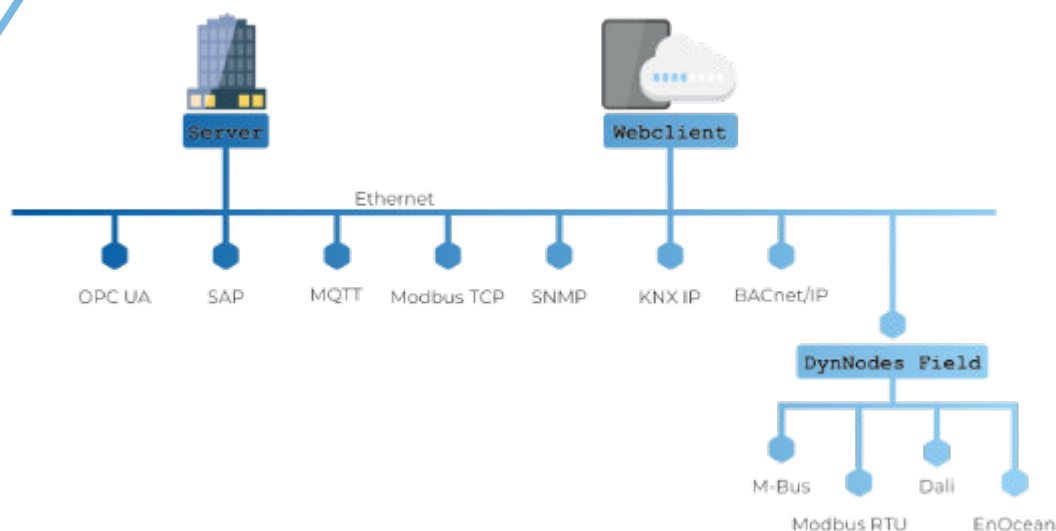 Server
Webclient
Ethernet
OPC UA
SAP
MQTT
Modbus TCP
SNMP
KNX IP
BACnet/IP
DynNodes Field
M-Bus
Dali
Modbus RTU
EnOcean